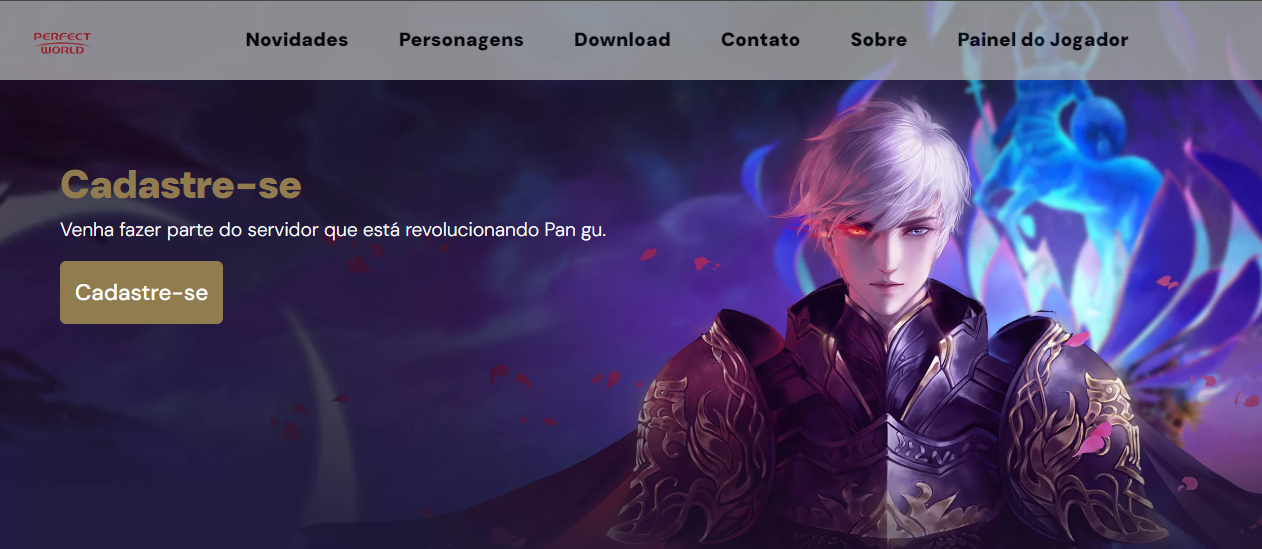 PERFECT
WORLD
Novidades Personagens Download Contato Sobre Painel do Jogador
Cadastre-se
Venha fazer parte do servidor que está revolucionando Pan gu.
Cadastre-se